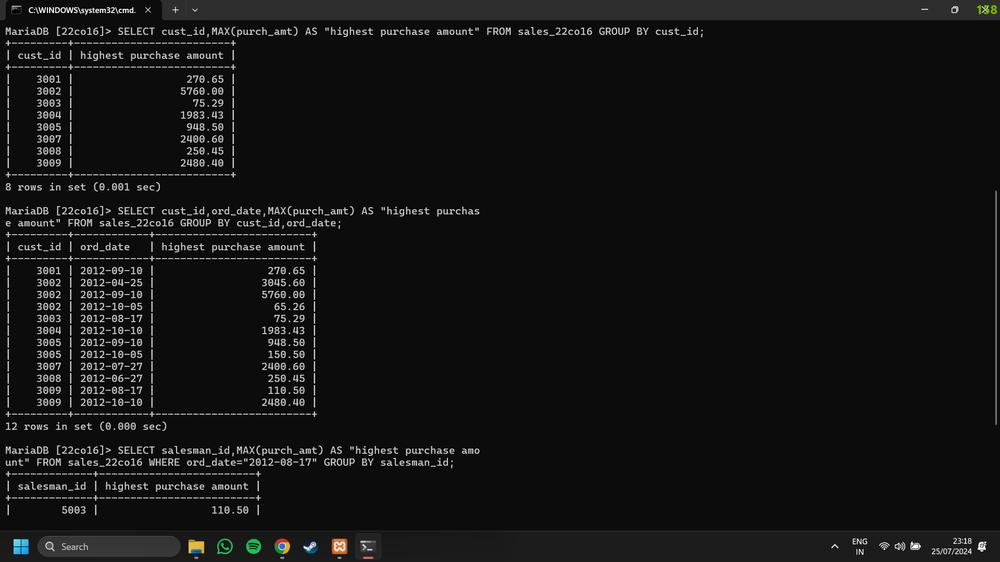 C:\WINDOWS\system32\cmd.
158
MariaDB [22co16]> SELECT cust_id,MAX(purch_amt) AS "highest purchase amount" FROM sales_22co16 GROUP BY cust_id;
+---------+-------------------------+
| cust_id | highest purchase amount |
+---------+-------------------------+
|    3001 |                  270.65 |
|    3002 |                 5760.00 |
|    3003 |                   75.29 |
|    3004 |                 1983.43 |
|    3005 |                  948.50 |
|    3007 |                 2400.60 |
|    3008 |                  250.45 |
|    3009 |                 2480.40 |
+---------+-------------------------+
8 rows in set (0.001 sec)

MariaDB [22co16]> SELECT cust_id,ord_date,MAX(purch_amt) AS "highest purchas
e amount" FROM sales_22co16 GROUP BY cust_id,ord_date;
+---------+------------+-------------------------+
| cust_id | ord_date   | highest purchase amount |
+---------+------------+-------------------------+
|    3001 | 2012-09-10 |                  270.65 |
|    3002 | 2012-04-25 |                 3045.60 |
|    3002 | 2012-09-10 |                 5760.00 |
|    3002 | 2012-10-05 |                   65.26 |
|    3003 | 2012-08-17 |                   75.29 |
|    3004 | 2012-10-10 |                 1983.43 |
|    3005 | 2012-09-10 |                  948.50 |
|    3005 | 2012-10-05 |                  150.50 |
|    3007 | 2012-07-27 |                 2400.60 |
|    3008 | 2012-06-27 |                  250.45 |
|    3009 | 2012-08-17 |                  110.50 |
|    3009 | 2012-10-10 |                 2480.40 |
+---------+------------+-------------------------+
12 rows in set (0.000 sec)

MariaDB [22co16]> SELECT salesman_id,MAX(purch_amt) AS "highest purchase amo
unt" FROM sales_22co16 WHERE ord_date="2012-08-17" GROUP BY salesman_id;
+-------------+-------------------------+
| salesman_id | highest purchase amount |
+-------------+-------------------------+
|        5003 |                  110.50 |
Search
ENG
IN
23:18
25/07/2024